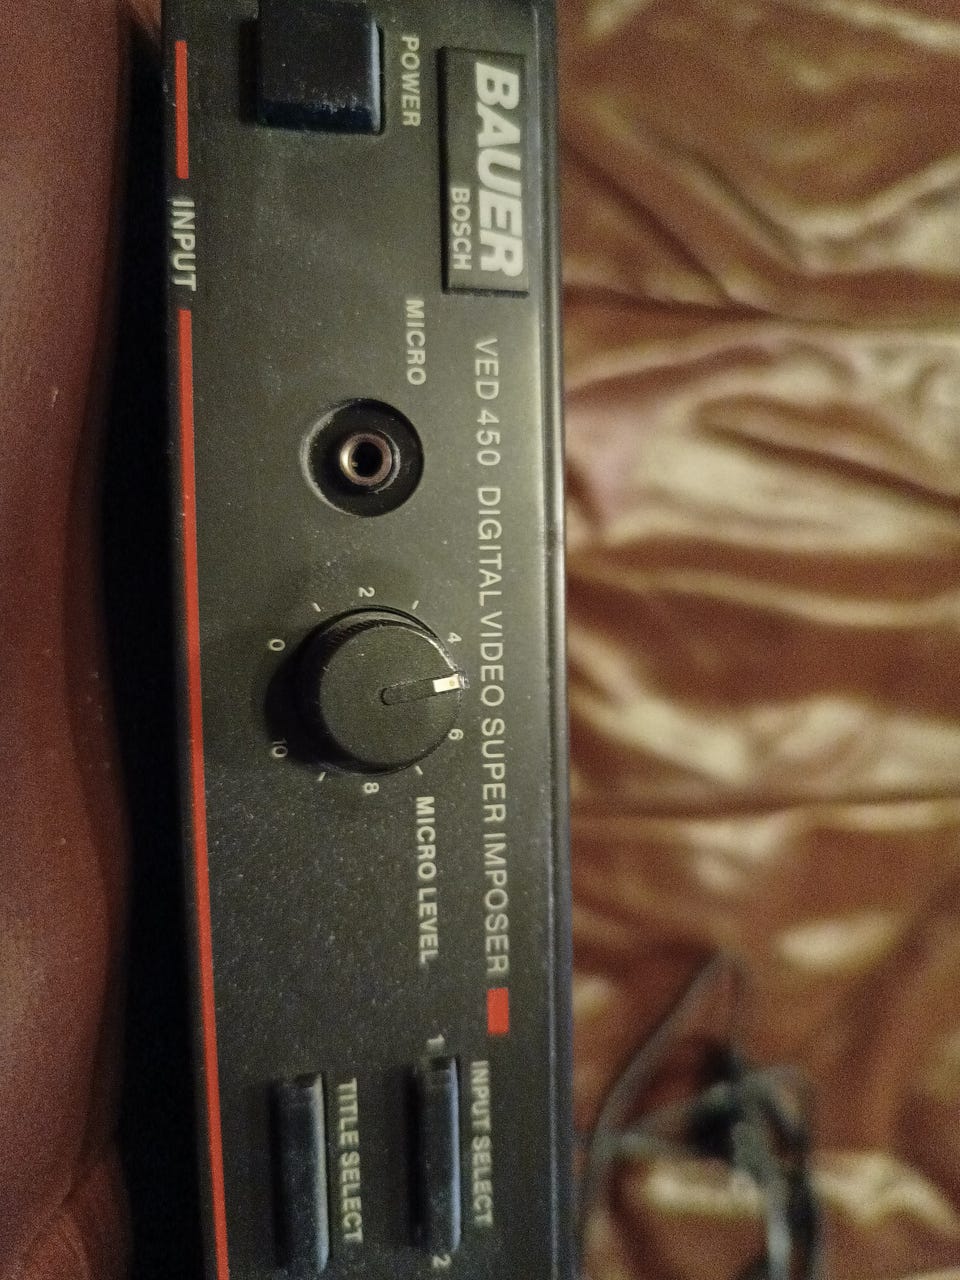 BAUER
BOSCH
VED 450 DIGITAL VIDEO SUPER IMPOSER
POWER
MICRO
MICRO LEVEL
0
2
4
6
8
10
INPUT SELECT
1
2
TITLE SELECT
INPUT